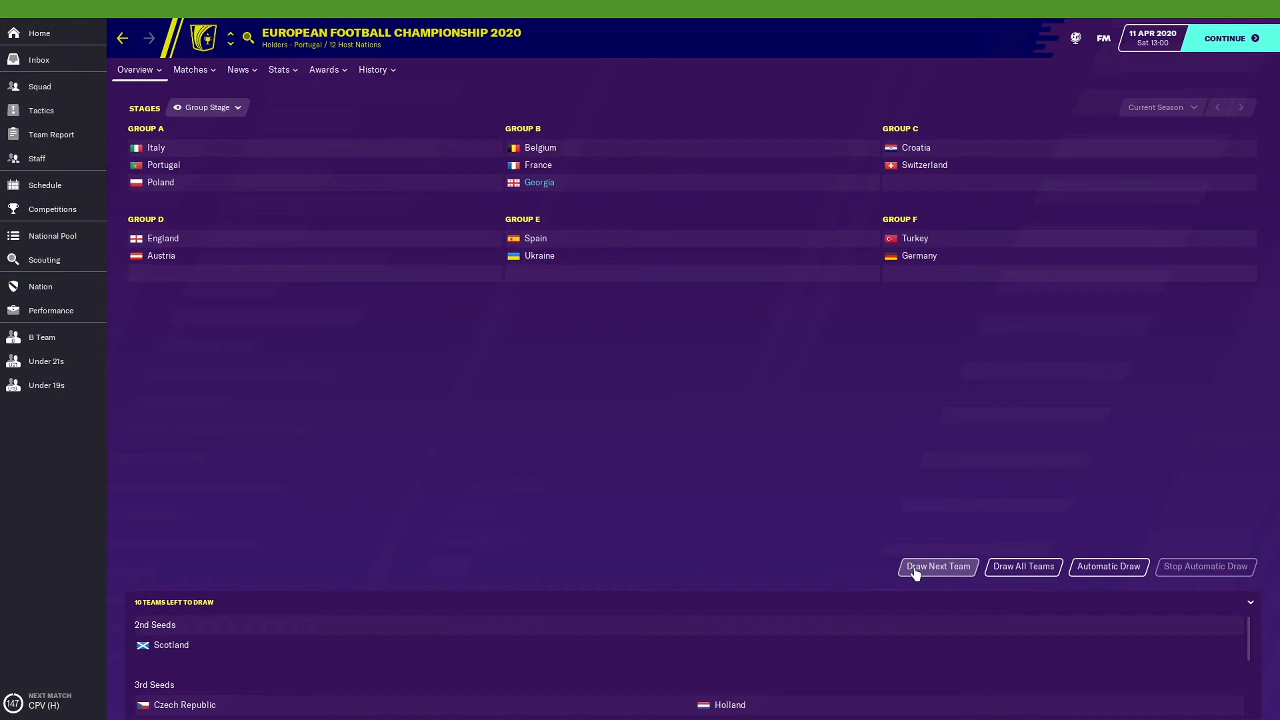 Home
Inbox
Squad
Tactics
Team Report
Staff
Schedule
Competitions
National Pool
Scouting
Nation
Performance
B Team
Under 21s
Under 19s
147
NEXT MATCH
CPV (H)
EUROPEAN FOOTBALL CHAMPIONSHIP 2020
Holders - Portugal / 12 Host Nations
FM
11 APR 2020
Sat 13:00
CONTINUE
Overview
Matches
News
Stats
Awards
History
STAGES
Group Stage
Current Season
GROUP A
Italy
Portugal
Poland
GROUP B
Belgium
France
Georgia
GROUP C
Croatia
Switzerland
GROUP D
England
Austria
GROUP E
Spain
Ukraine
GROUP F
Turkey
Germany
Draw Next Team
Draw All Teams
Automatic Draw
Stop Automatic Draw
10 TEAMS LEFT TO DRAW
2nd Seeds
Scotland
3rd Seeds
Czech Republic
Holland